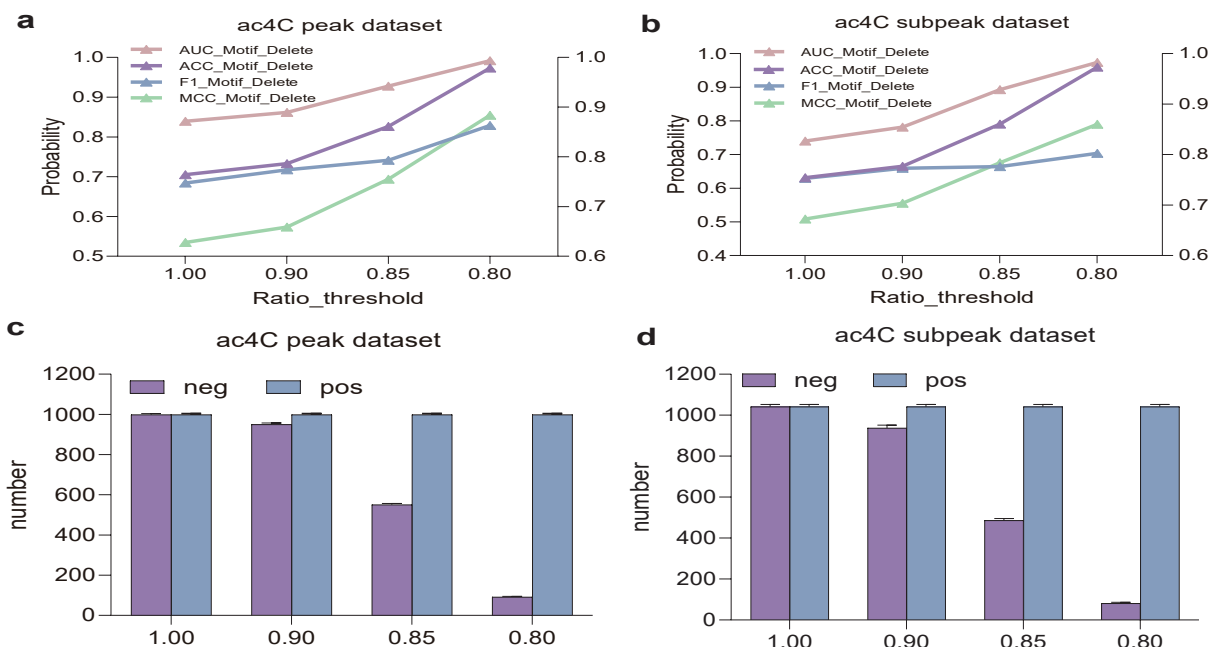 a
ac4C peak dataset
AUC_Motif_Delete
ACC_Motif_Delete
F1_Motif_Delete
MCC_Motif_Delete
1.0
0.9
0.8
0.7
0.6
0.5
Probability
1.0
0.9
0.8
0.7
0.6
1.00 0.90 0.85 0.80
Ratio_threshold
b
ac4C subpeak dataset
AUC_Motif_Delete
ACC_Motif_Delete
F1_Motif_Delete
MCC_Motif_Delete
1.0
0.9
0.8
0.7
0.6
0.5
0.4
Probability
1.0
0.9
0.8
0.7
0.6
1.00 0.90 0.85 0.80
Ratio_threshold
c
ac4C peak dataset
neg pos
1200
1000
800
600
400
200
0
number
1.00 0.90 0.85 0.80
d
ac4C subpeak dataset
neg pos
1200
1000
800
600
400
200
0
number
1.00 0.90 0.85 0.80